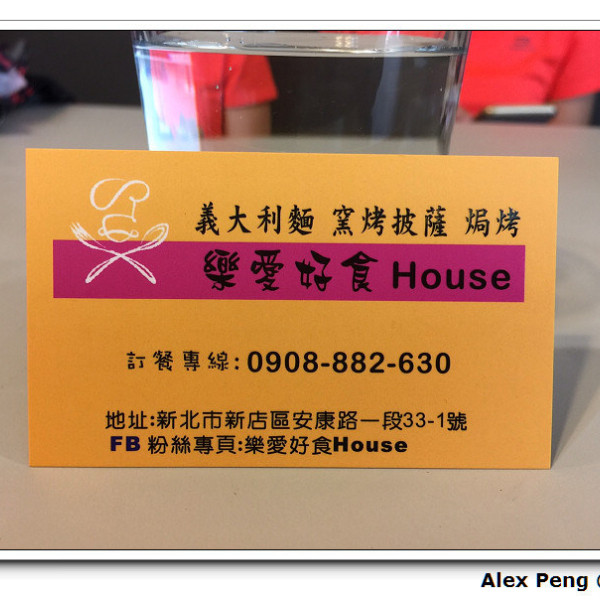 義大利麵 窯烤披薩 焗烤
樂愛好食 House
訂餐專線:0908-882-630
地址:新北市新店區安康路一段33-1號
FB 粉絲專頁:樂愛好食House
Alex Peng